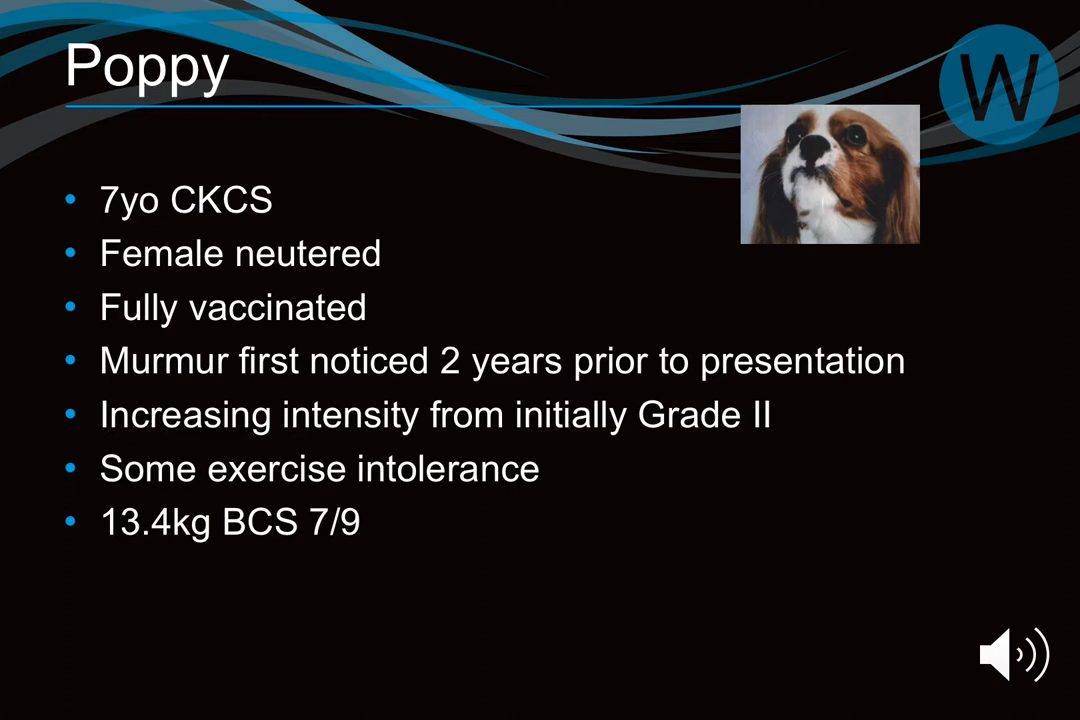 Poppy
W
• 7yo CKCS
• Female neutered
• Fully vaccinated
• Murmur first noticed 2 years prior to presentation
• Increasing intensity from initially Grade II
• Some exercise intolerance
• 13.4kg BCS 7/9